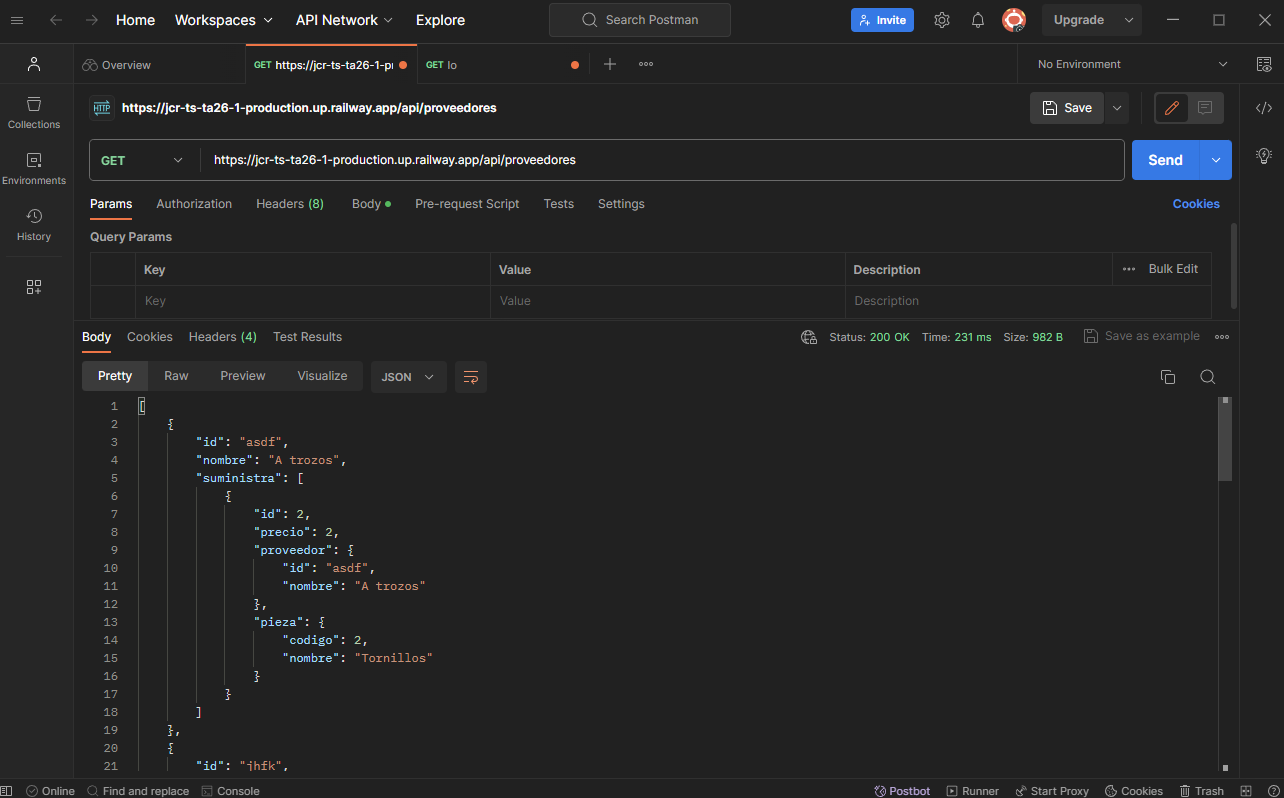 Home Workspaces API Network Explore Search Postman Invite Upgrade
Overview GET https://jcr-ts-ta26-1-pr GET lo No Environment
HTTP https://jcr-ts-ta26-1-production.up.railway.app/api/proveedores Save
Collections
GET https://jcr-ts-ta26-1-production.up.railway.app/api/proveedores Send
Environments
Params Authorization Headers (8) Body Pre-request Script Tests Settings Cookies
History
Query Params
Key Value Description Bulk Edit
Key Value Description
Body Cookies Headers (4) Test Results Status: 200 OK Time: 231 ms Size: 982 B Save as example
Pretty Raw Preview Visualize JSON
1 [
2 {
3 "id": "asdf",
4 "nombre": "A trozos",
5 "suministra": [
6 {
7 "id": 2,
8 "precio": 2,
9 "proveedor": {
10 "id": "asdf",
11 "nombre": "A trozos"
12 },
13 "pieza": {
14 "codigo": 2,
15 "nombre": "Tornillos"
16 }
17 }
18 ]
19 },
20 {
21 "id": "jhfk",
Online Find and replace Console Postbot Runner Start Proxy Cookies Trash